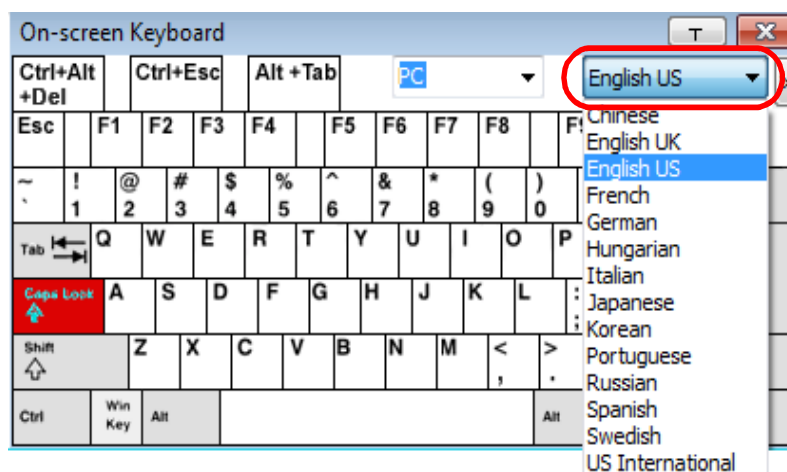 On-screen Keyboard T X
Ctrl+Alt +Del Ctrl+Esc Alt +Tab PC English US
Esc F1 F2 F3 F4 F5 F6 F7 F8
~ ` ! 1 @ 2 # 3 $ 4 % 5 ^ 6 & 7 * 8 ( 9 ) 0
Tab Q W E R T Y U I O P
Caps Lock A S D F G H J K L : ;
Shift Z X C V B N M < , > .
Ctrl Win Key Alt Alt
Chinese
English UK
English US
French
German
Hungarian
Italian
Japanese
Korean
Portuguese
Russian
Spanish
Swedish
US International